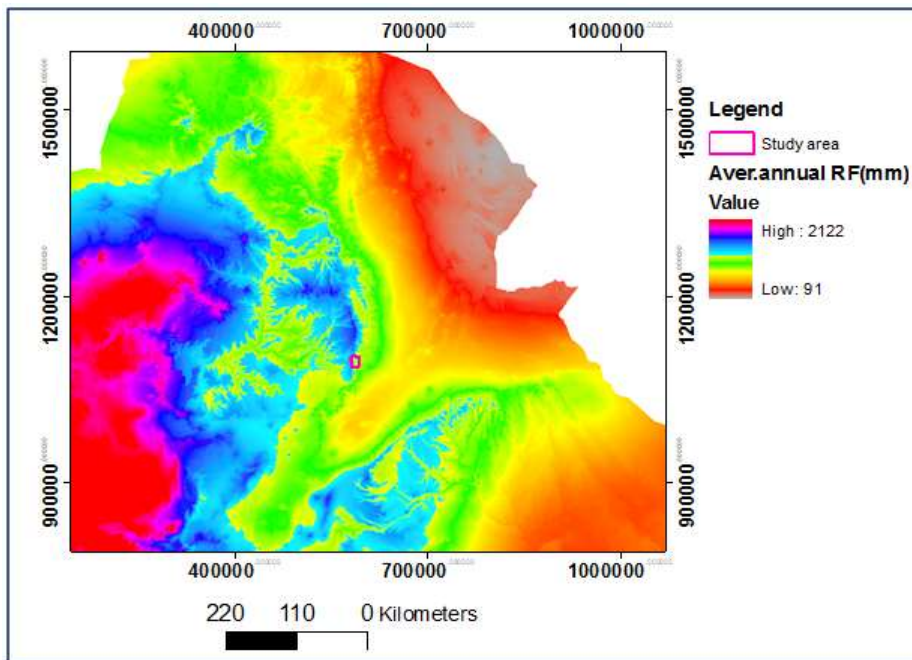 400000 700000 1000000
1500000 1500000
1200000 1200000
900000 900000
400000 700000 1000000
Legend
Study area
Aver.annual RF(mm)
Value
High : 2122
Low: 91
220 110 0 Kilometers